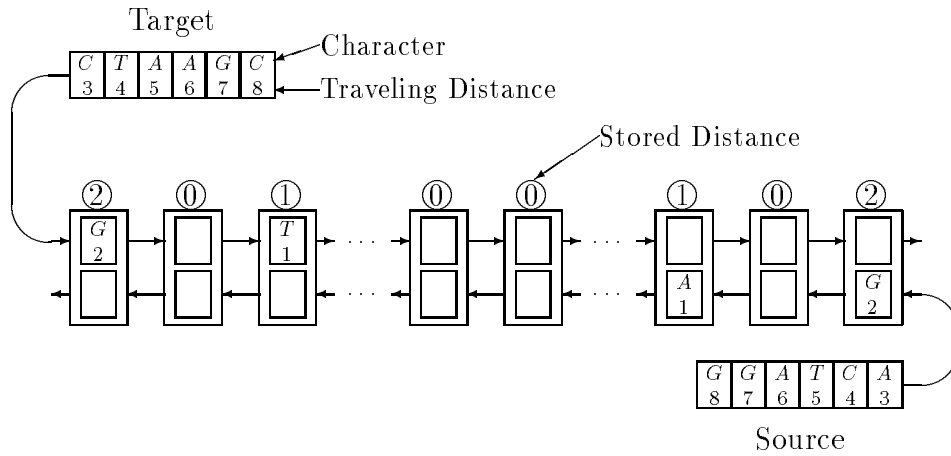 Target
Character
C T A A G C
3 4 5 6 7 8
Traveling Distance
Stored Distance
2 0 1 0 0 1 0 2
G T
2 1
· · · · · ·
· · · · · ·
A G
1 2
G G A T C A
8 7 6 5 4 3
Source